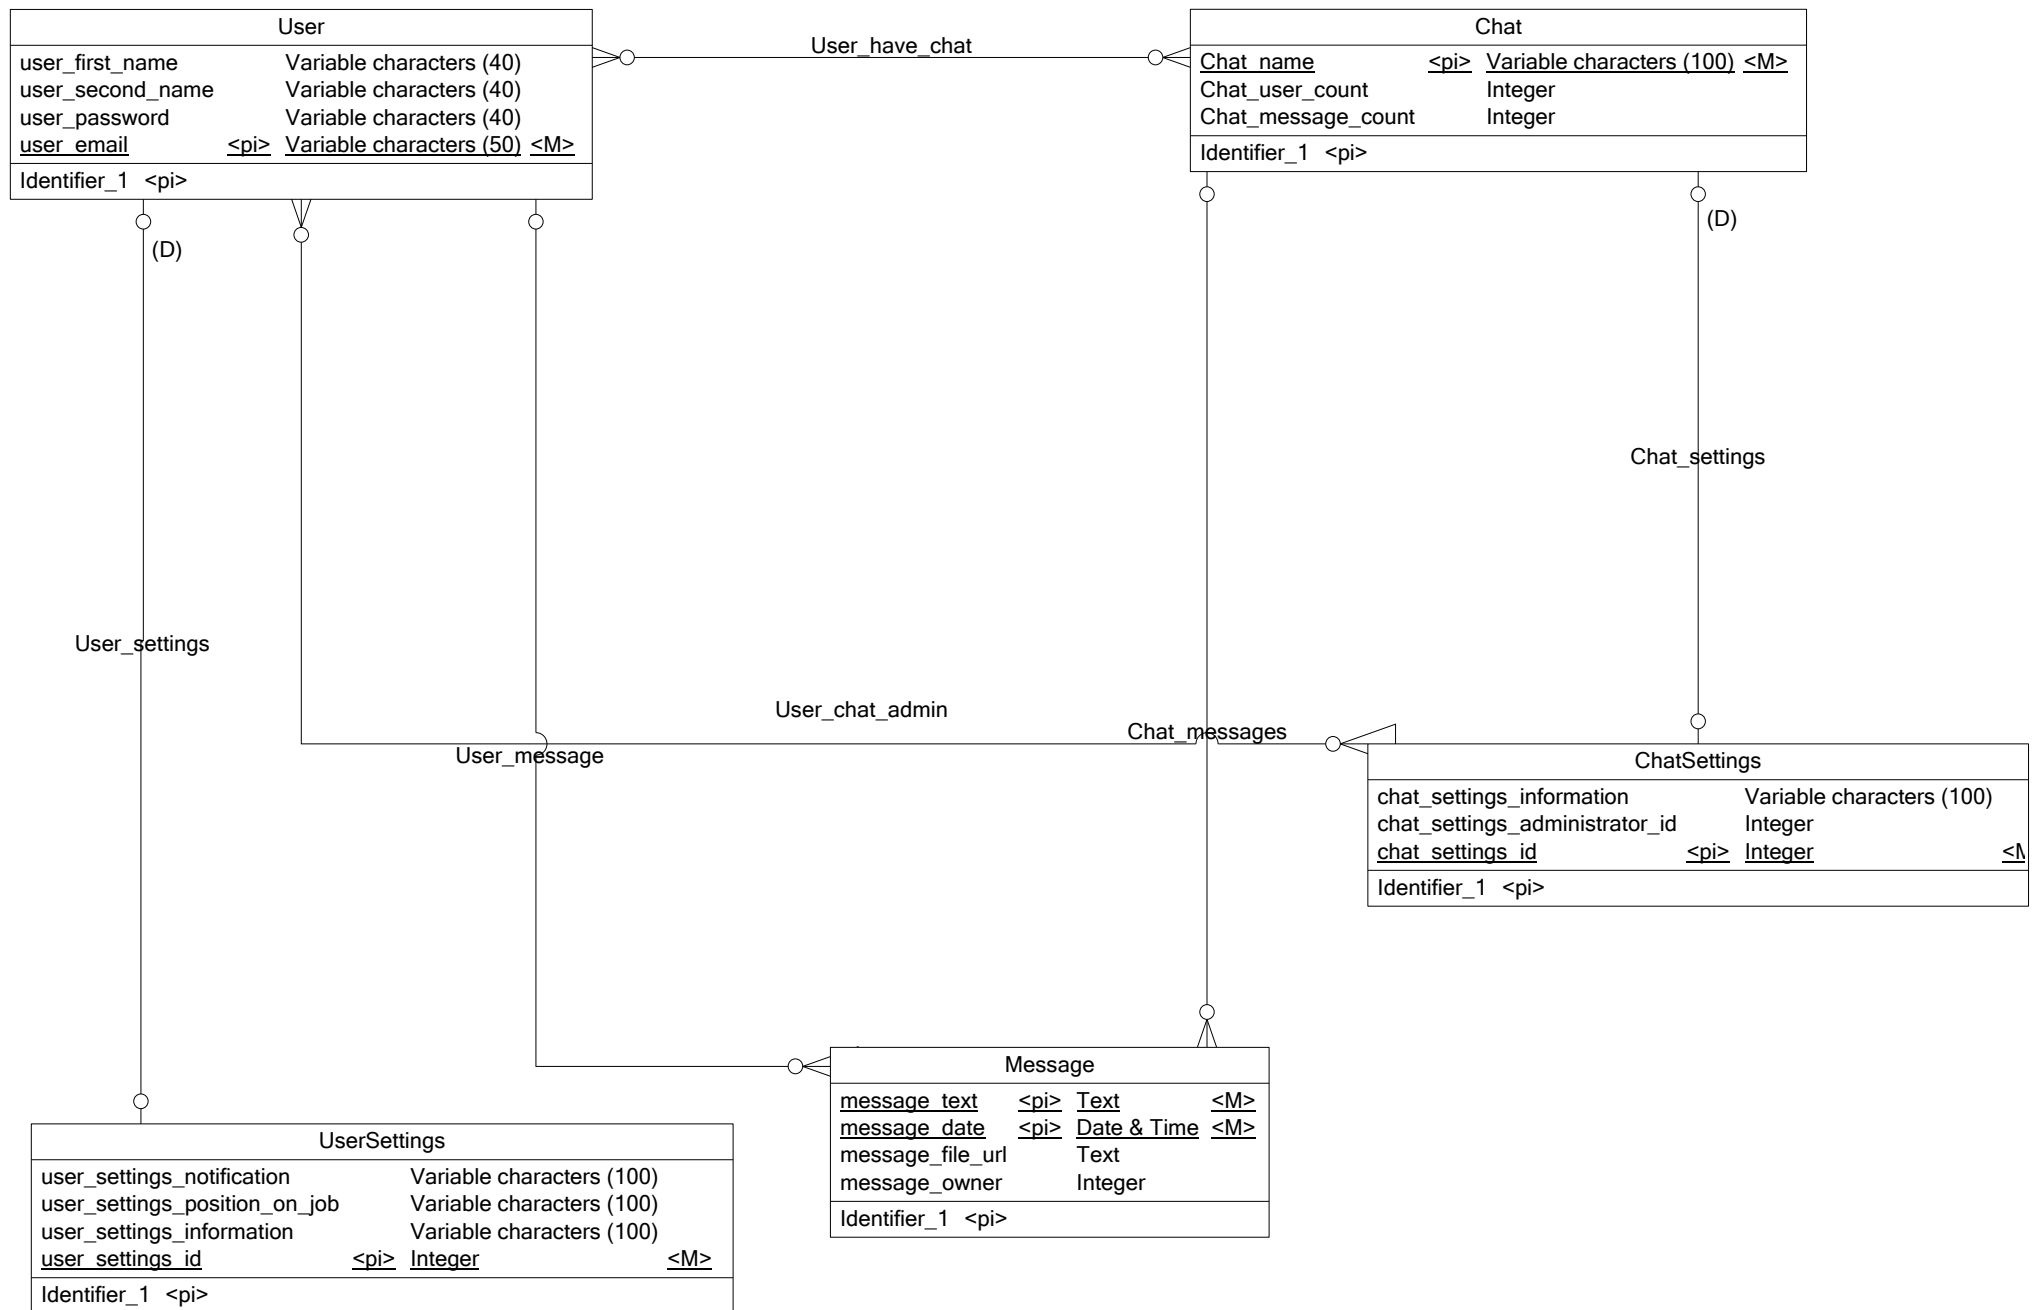 User
user_first_name Variable characters (40)
user_second_name Variable characters (40)
user_password Variable characters (40)
user_email <pi> Variable characters (50) <M>
Identifier_1 <pi>
User_have_chat
Chat
Chat_name <pi> Variable characters (100) <M>
Chat_user_count Integer
Chat_message_count Integer
Identifier_1 <pi>
(D)
(D)
Chat_settings
User_settings
User_chat_admin
Chat_messages
User_message
ChatSettings
chat_settings_information Variable characters (100)
chat_settings_administrator_id Integer
chat_settings_id <pi> Integer
Identifier_1 <pi>
Message
message_text <pi> Text <M>
message_date <pi> Date & Time <M>
message_file_url Text
message_owner Integer
Identifier_1 <pi>
UserSettings
user_settings_notification Variable characters (100)
user_settings_position_on_job Variable characters (100)
user_settings_information Variable characters (100)
user_settings_id <pi> Integer <M>
Identifier_1 <pi>